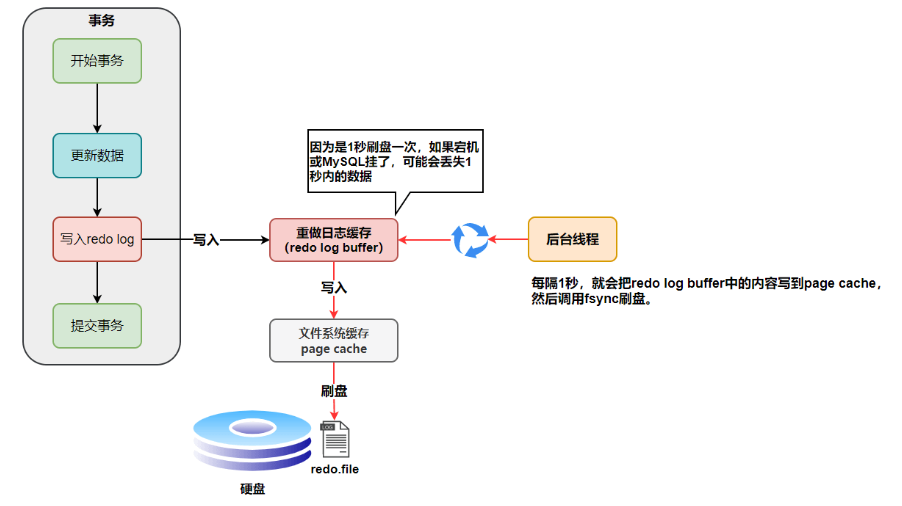 事务
开始事务
更新数据
写入redo log
提交事务
写入
因为是1秒刷盘一次，如果宕机
或MySQL挂了，可能会丢失1
秒内的数据
重做日志缓存
（redo log buffer）
后台线程
每隔1秒，就会把redo log buffer中的内容写到page cache，
然后调用fsync刷盘。
写入
文件系统缓存
page cache
刷盘
LOG
redo.file
硬盘